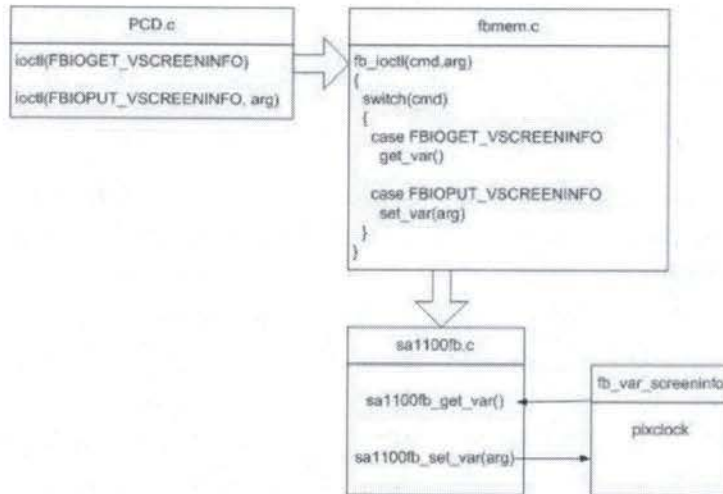 PCD.c
ioctl(FBIOGET_VSCREENINFO)
ioctl(FBIOPUT_VSCREENINFO, arg)
fbmem.c
fb_ioctl(cmd,arg)
{
switch(cmd)
{
case FBIOGET_VSCREENINFO
get_var()
case FBIOPUT_VSCREENINFO
set_var(arg)
}
}
sa1100fb.c
sa1100fb_get_var()
sa1100fb_set_var(arg)
fb_var_screeninfo
pixclock